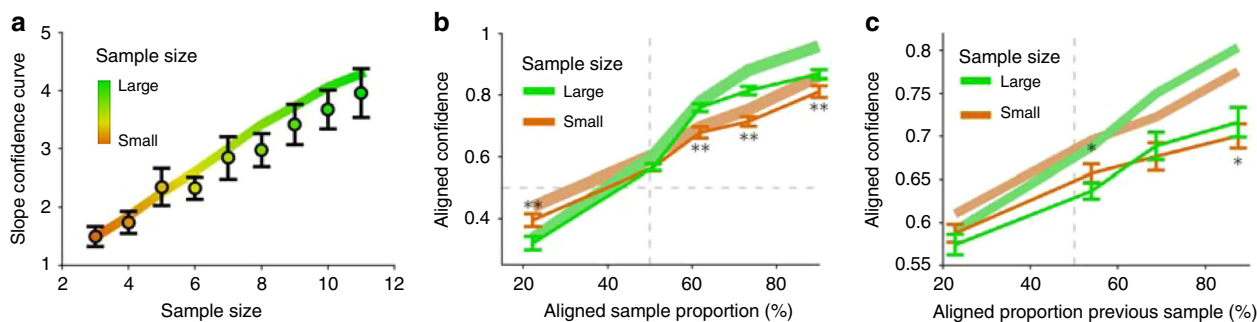 a
5
4
3
2
1
Slope confidence curve
Sample size
Large
Small
2
4
6
8
10
12
Sample size
b
1
0.8
0.6
0.4
Aligned confidence
Sample size
Large
Small
**
**
**
**
20
40
60
80
Aligned sample proportion (%)
c
0.8
0.75
0.7
0.65
0.6
0.55
Aligned confidence
Sample size
Large
Small
*
*
20
40
60
80
Aligned proportion previous sample (%)